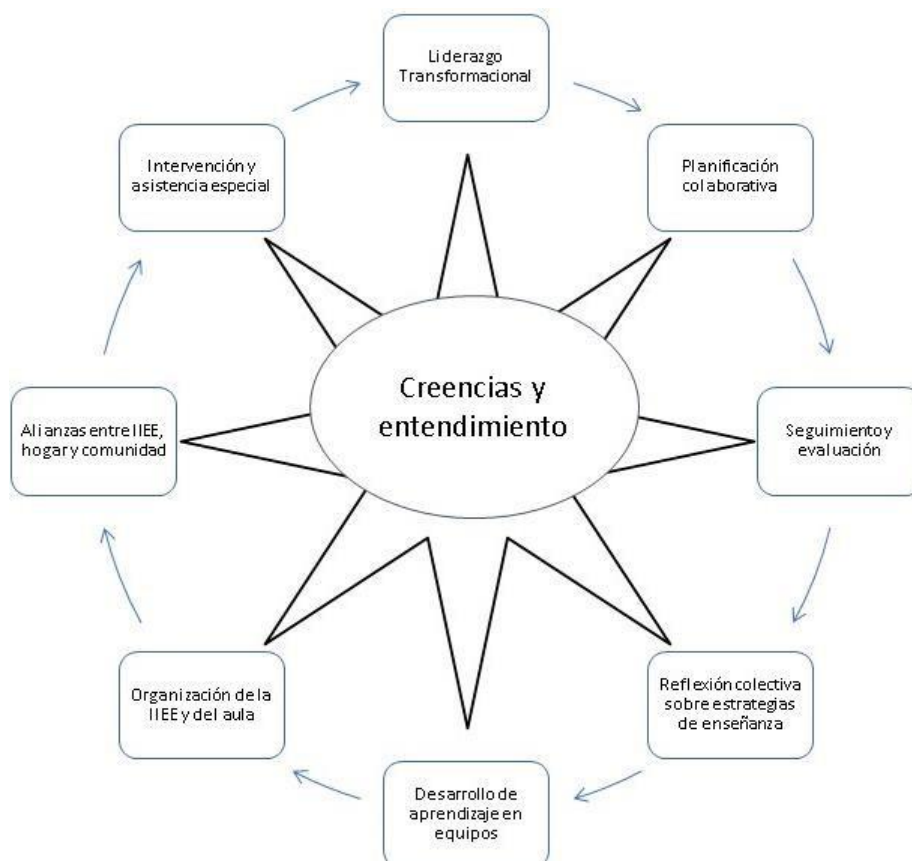 Liderazgo
Transformacional
Planificación
colaborativa
Seguimiento y
evaluación
Reflexión colectiva
sobre estrategias
de enseñanza
Desarrollo de
aprendizaje en
equipos
Organización de la
IIEE y del aula
Alianzas entre IIEE,
hogar y comunidad
Intervención y
asistencia especial
Creencias y
entendimiento